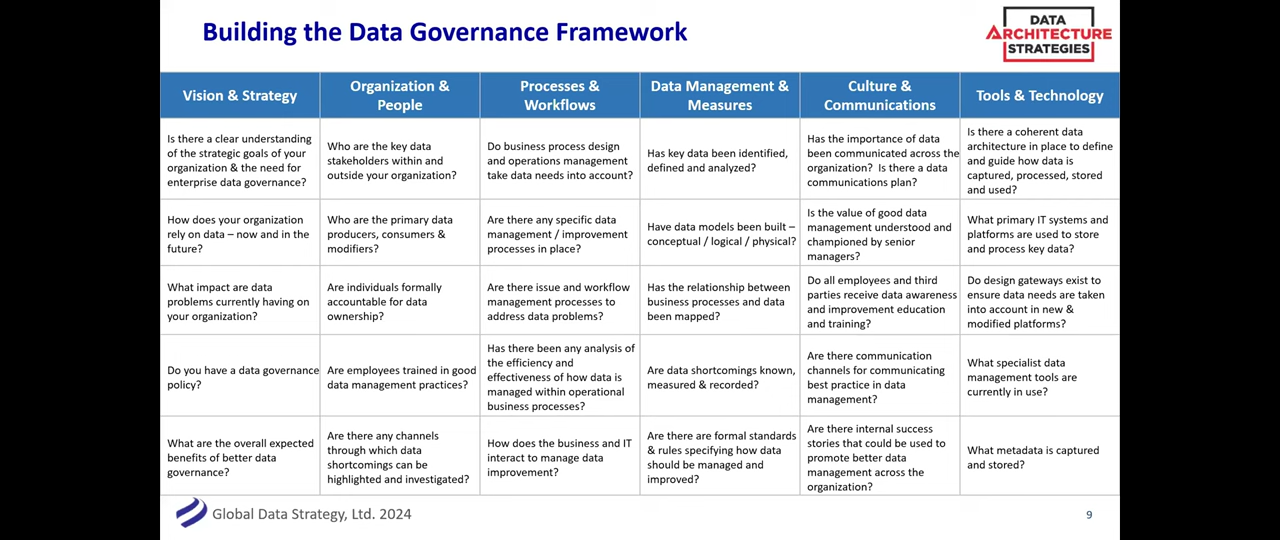 Building the Data Governance Framework
DATA
ARCHITECTURE
STRATEGIES
Vision & Strategy
Organization &
People
Processes &
Workflows
Data Management &
Measures
Culture &
Communications
Tools & Technology
Is there a clear understanding
of the strategic goals of your
organization & the need for
enterprise data governance?
Who are the key data
stakeholders within and
outside your organization?
Do business process design
and operations management
take data needs into account?
Has key data been identified,
defined and analyzed?
Has the importance of data
been communicated across the
organization?  Is there a data
communications plan?
Is there a coherent data
architecture in place to define
and guide how data is
captured, processed, stored
and used?
How does your organization
rely on data – now and in the
future?
Who are the primary data
producers, consumers &
modifiers?
Are there any specific data
management / improvement
processes in place?
Have data models been built –
conceptual / logical / physical?
Is the value of good data
management understood and
championed by senior
managers?
What primary IT systems and
platforms are used to store
and process key data?
What impact are data
problems currently having on
your organization?
Are individuals formally
accountable for data
ownership?
Are there issue and workflow
management processes to
address data problems?
Has the relationship between
business processes and data
been mapped?
Do all employees and third
parties receive data awareness
and improvement education
and training?
Do design gateways exist to
ensure data needs are taken
into account in new &
modified platforms?
Do you have a data governance
policy?
Are employees trained in good
data management practices?
Has there been any analysis of
the efficiency and
effectiveness of how data is
managed within operational
business processes?
Are data shortcomings known,
measured & recorded?
Are there communication
channels for communicating
best practice in data
management?
What specialist data
management tools are
currently in use?
What are the overall expected
benefits of better data
governance?
Are there any channels
through which data
shortcomings can be
highlighted and investigated?
How does the business and IT
interact to manage data
improvement?
Are there are formal standards
& rules specifying how data
should be managed and
improved?
Are there internal success
stories that could be used to
promote better data
management across the
organization?
What metadata is captured
and stored?
Global Data Strategy, Ltd. 2024
9